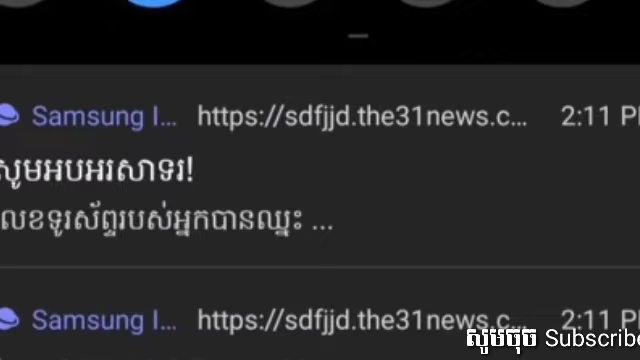 Samsung I... https://sdfjjd.the31news.c... 2:11 P
សូមអបអរសាទរ!
លេខទូរស័ព្ទរបស់អ្នកបានឈ្នះ ...
Samsung I... https://sdfjjd.the31news.c... 2:11 P
សូមចុច Subscribe